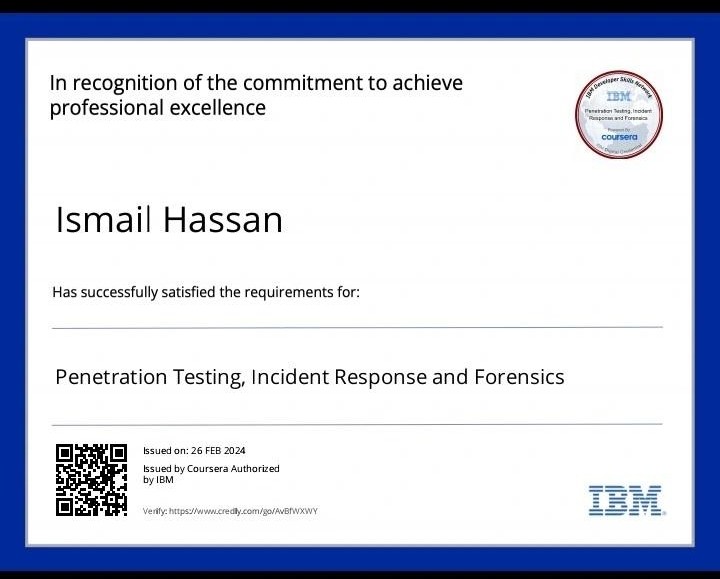 In recognition of the commitment to achieve
professional excellence
IBM Developer Skills Network
IBM
Penetration Testing, Incident
Response and Forensics
Powered By
coursera
Ismail Hassan
Has successfully satisfied the requirements for:
Penetration Testing, Incident Response and Forensics
Issued on: 26 FEB 2024
Issued by Coursera Authorized
by IBM
Verify: https://www.credly.com/go/AvBfWXWY
IBM